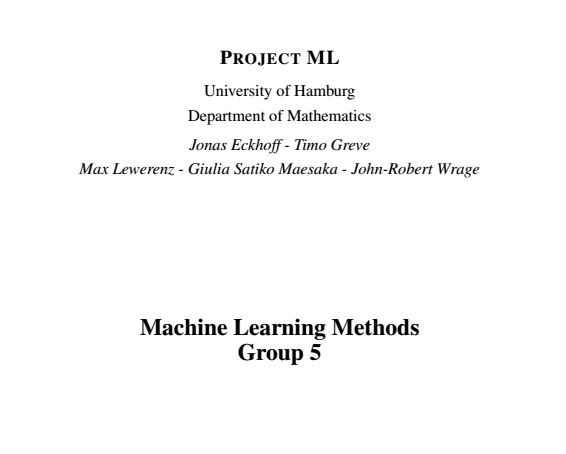 PROJECT ML
University of Hamburg
Department of Mathematics
Jonas Eckhoff - Timo Greve
Max Lewerenz - Giulia Satiko Maesaka - John-Robert Wrage
Machine Learning Methods
Group 5